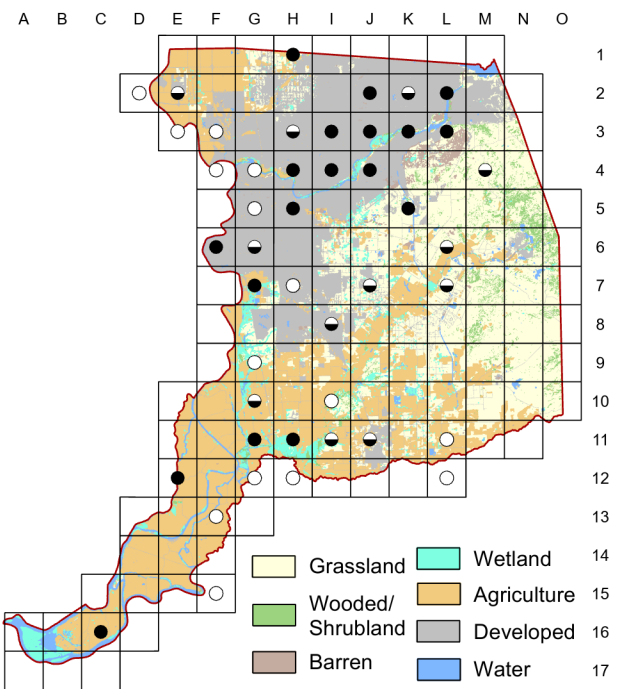 A B C D E F G H I J K L M N O
1
2
3
4
5
6
7
8
9
10
11
12
13
14
15
16
17
Grassland
Wooded/
Shrubland
Barren
Wetland
Agriculture
Developed
Water